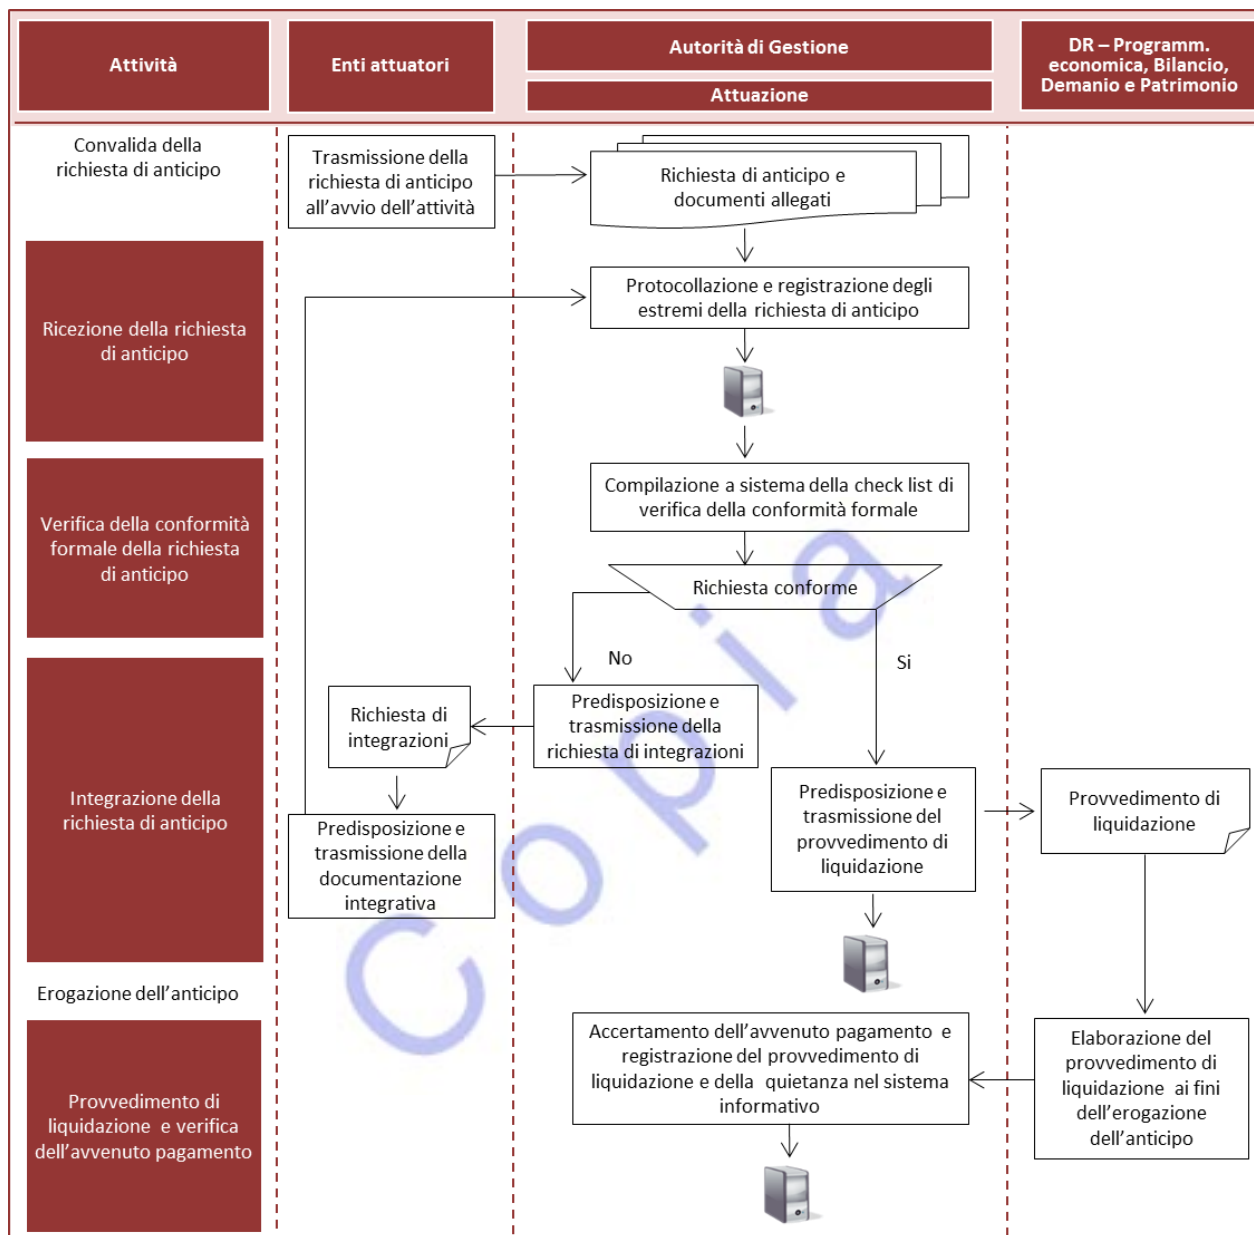 Attività
Enti attuatori
Autorità di Gestione
Attuazione
DR – Programm.
economica, Bilancio,
Demanio e Patrimonio
Convalida della
richiesta di anticipo
Trasmissione della
richiesta di anticipo
all'avvio dell'attività
Richiesta di anticipo e
documenti allegati
Ricezione della richiesta
di anticipo
Protocollazione e registrazione degli
estremi della richiesta di anticipo
Verifica della conformità
formale della richiesta
di anticipo
Compilazione a sistema della check list di
verifica della conformità formale
Richiesta conforme
No
Si
Integrazione della
richiesta di anticipo
Richiesta di
integrazioni
Predisposizione e
trasmissione della
richiesta di integrazioni
Predisposizione e
trasmissione della
documentazione
integrativa
Predisposizione e
trasmissione del
provvedimento di
liquidazione
Provvedimento di
liquidazione
Erogazione dell'anticipo
Provvedimento di
liquidazione e verifica
dell'avvenuto pagamento
Accertamento dell'avvenuto pagamento e
registrazione del provvedimento di
liquidazione e della quietanza nel sistema
informativo
Elaborazione del
provvedimento di
liquidazione ai fini
dell'erogazione
dell'anticipo
Copia